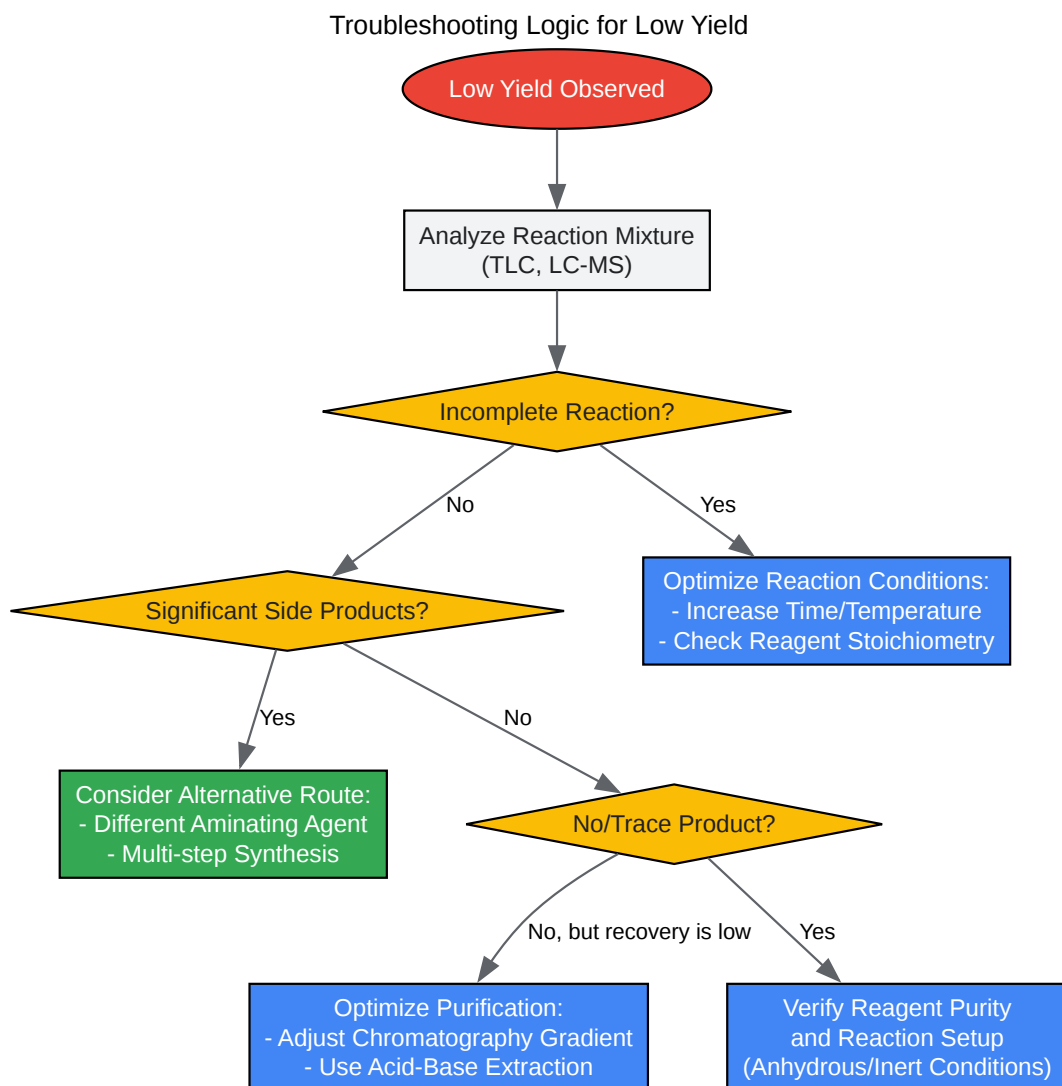 Troubleshooting Logic for Low Yield
Low Yield Observed
Analyze Reaction Mixture
(TLC, LC-MS)
Incomplete Reaction?
No
Yes
Optimize Reaction Conditions:
- Increase Time/Temperature
- Check Reagent Stoichiometry
Significant Side Products?
Yes
No
Consider Alternative Route:
- Different Aminating Agent
- Multi-step Synthesis
No/Trace Product?
No, but recovery is low
Yes
Optimize Purification:
- Adjust Chromatography Gradient
- Use Acid-Base Extraction
Verify Reagent Purity
and Reaction Setup
(Anhydrous/Inert Conditions)